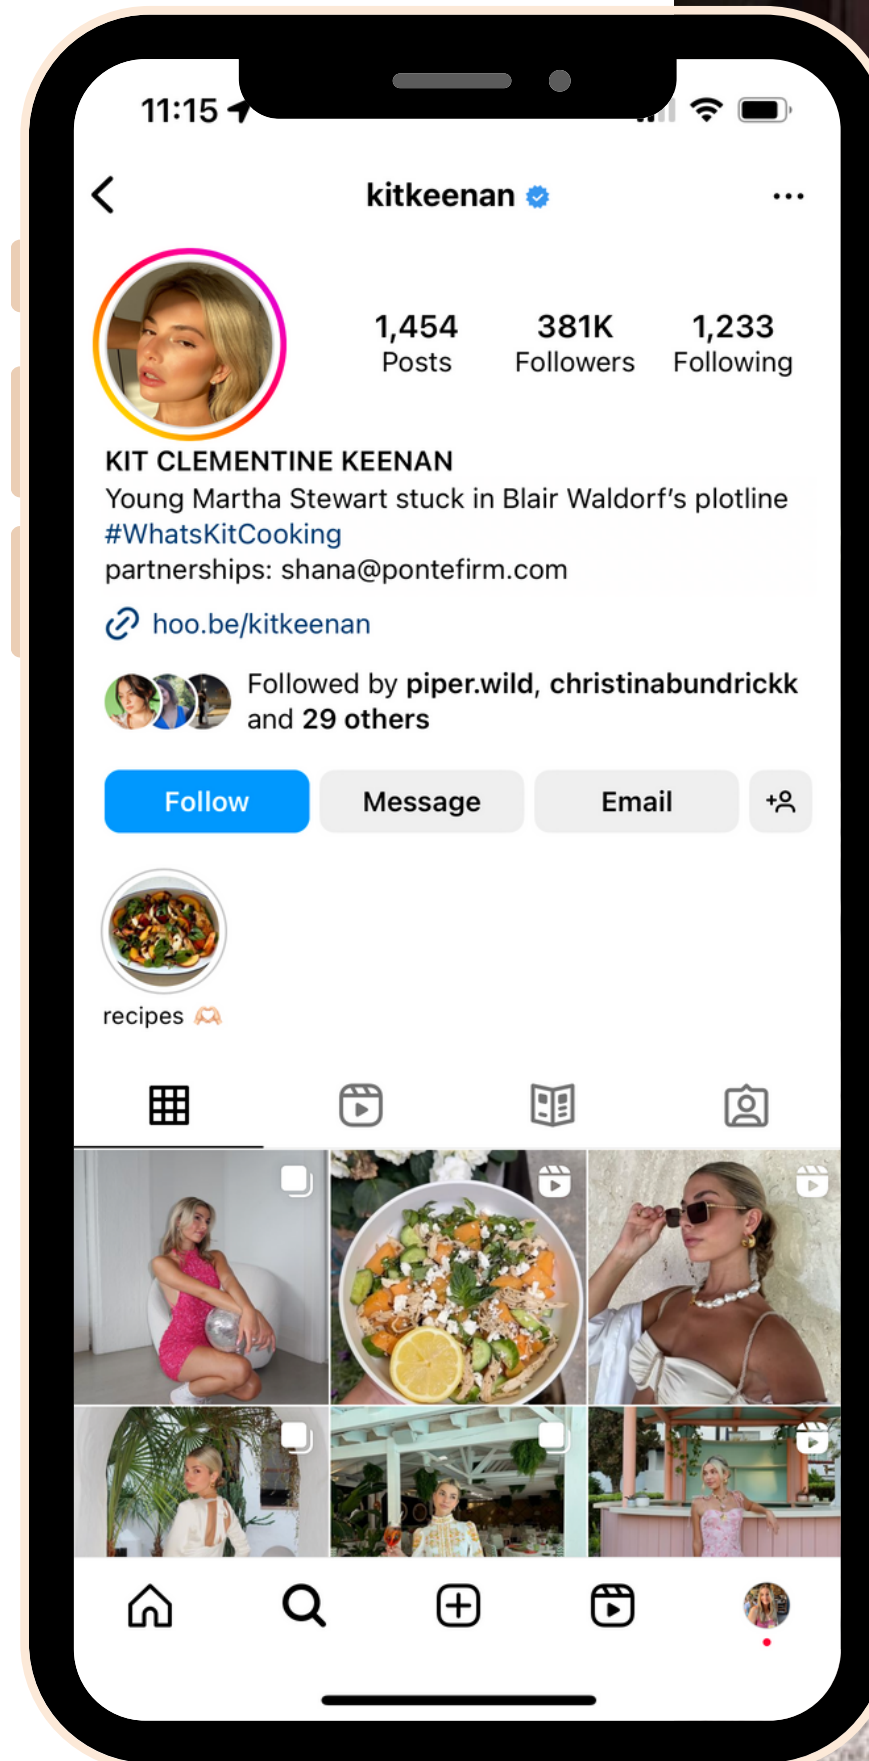 11:15
kitkeenan
1,454 381K 1,233
Posts Followers Following
KIT CLEMENTINE KEENAN
Young Martha Stewart stuck in Blair Waldorf’s plotline
#WhatsKitCooking
partnerships: shana@pontefirm.com
hoo.be/kitkeenan
Followed by piper.wild, christinabundrickk
and 29 others
Follow Message Email
recipes 🫶🏻